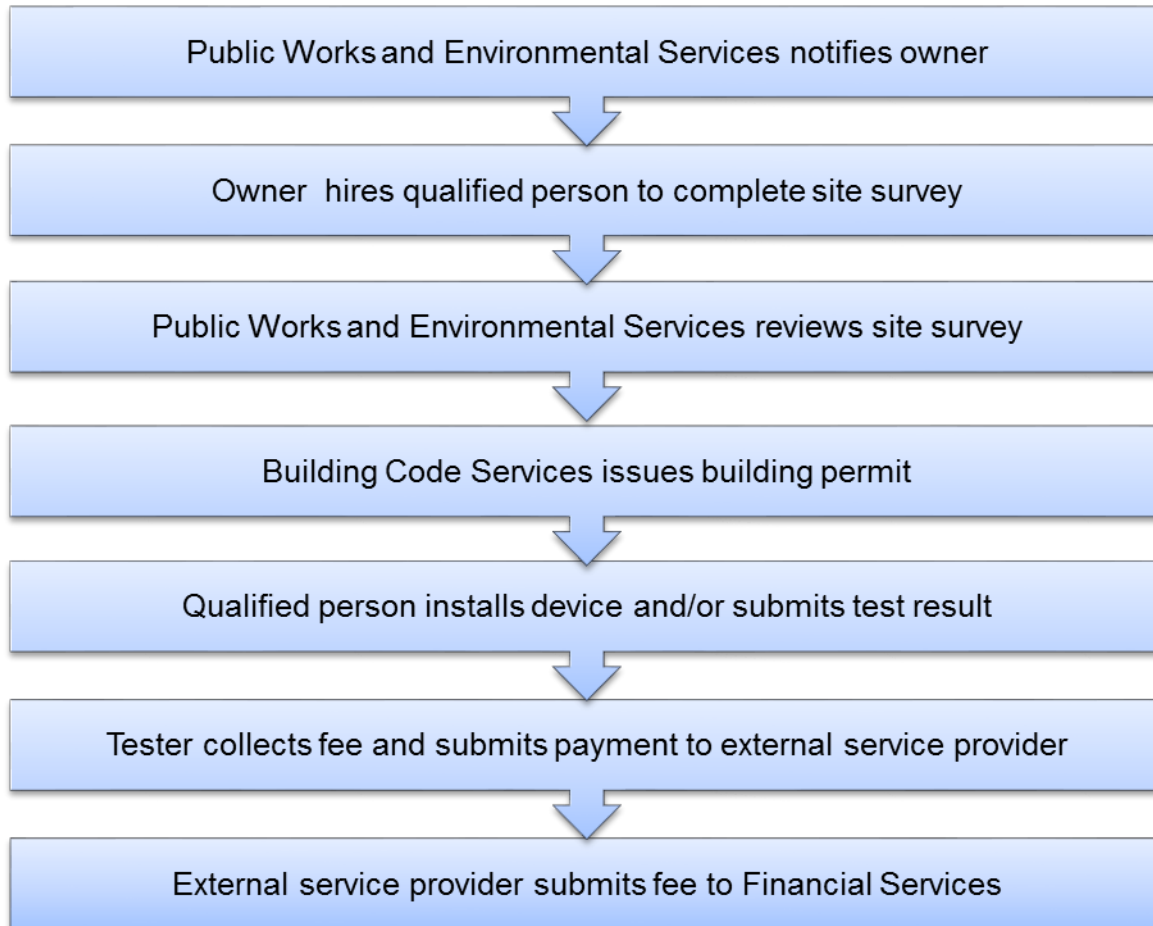 Public Works and Environmental Services notifies owner
Owner hires qualified person to complete site survey
Public Works and Environmental Services reviews site survey
Building Code Services issues building permit
Qualified person installs device and/or submits test result
Tester collects fee and submits payment to external service provider
External service provider submits fee to Financial Services